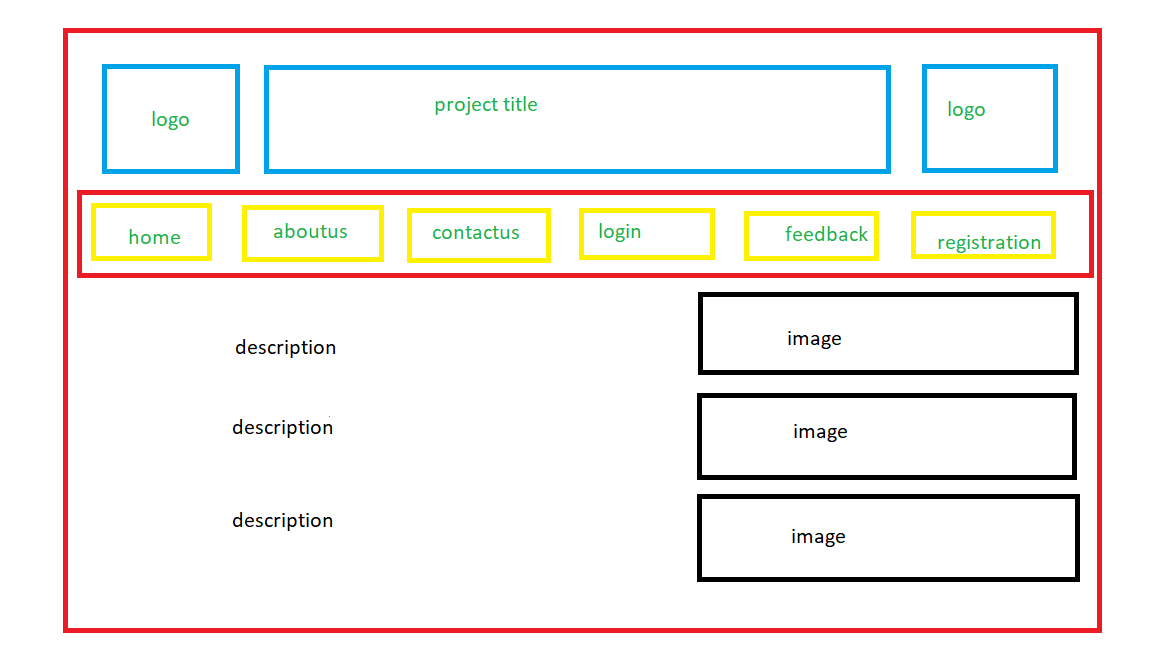 logo
project title
logo
home
aboutus
contactus
login
feedback
registration
description
image
description
image
description
image